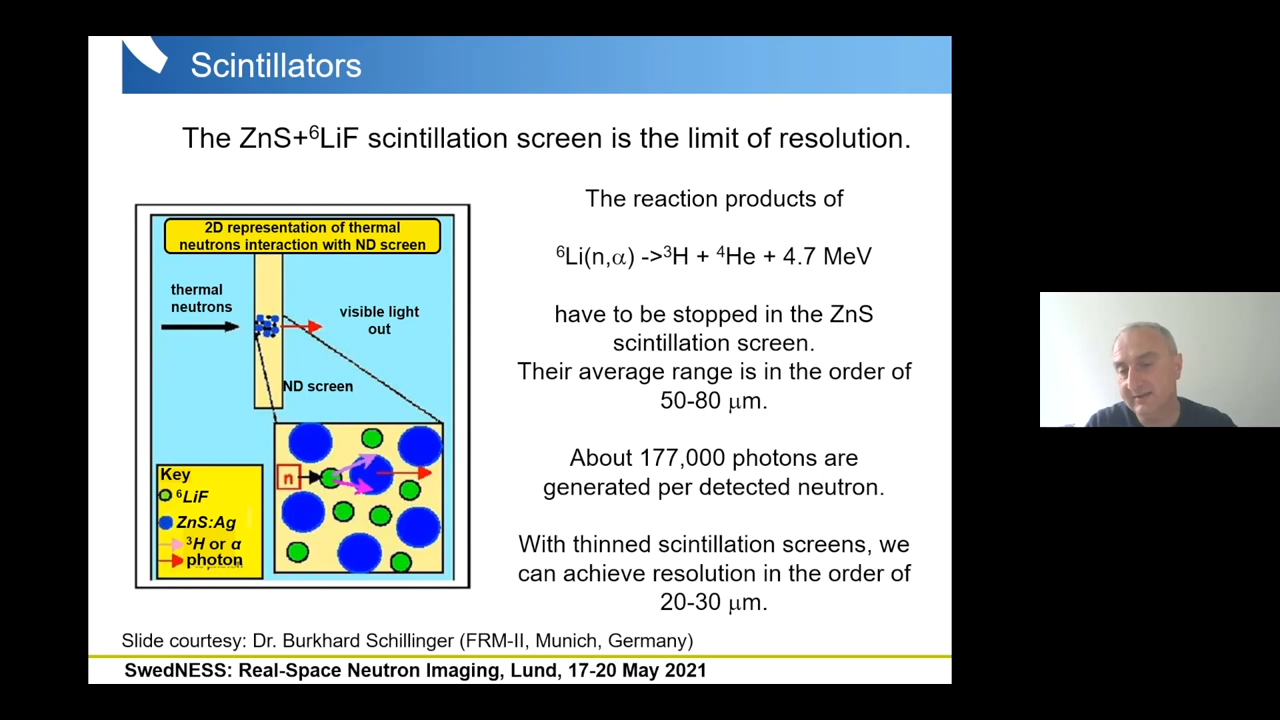 Scintillators
The ZnS+⁶LiF scintillation screen is the limit of resolution.
2D representation of thermal
neutrons interaction with ND screen
thermal
neutrons
visible light
out
ND screen
n
Key
⁶LiF
ZnS:Ag
³H or α
photon
The reaction products of
⁶Li(n,α) ->³H + ⁴He + 4.7 MeV
have to be stopped in the ZnS
scintillation screen.
Their average range is in the order of
50-80 μm.
About 177,000 photons are
generated per detected neutron.
With thinned scintillation screens, we
can achieve resolution in the order of
20-30 μm.
Slide courtesy: Dr. Burkhard Schillinger (FRM-II, Munich, Germany)
SwedNESS: Real-Space Neutron Imaging, Lund, 17-20 May 2021